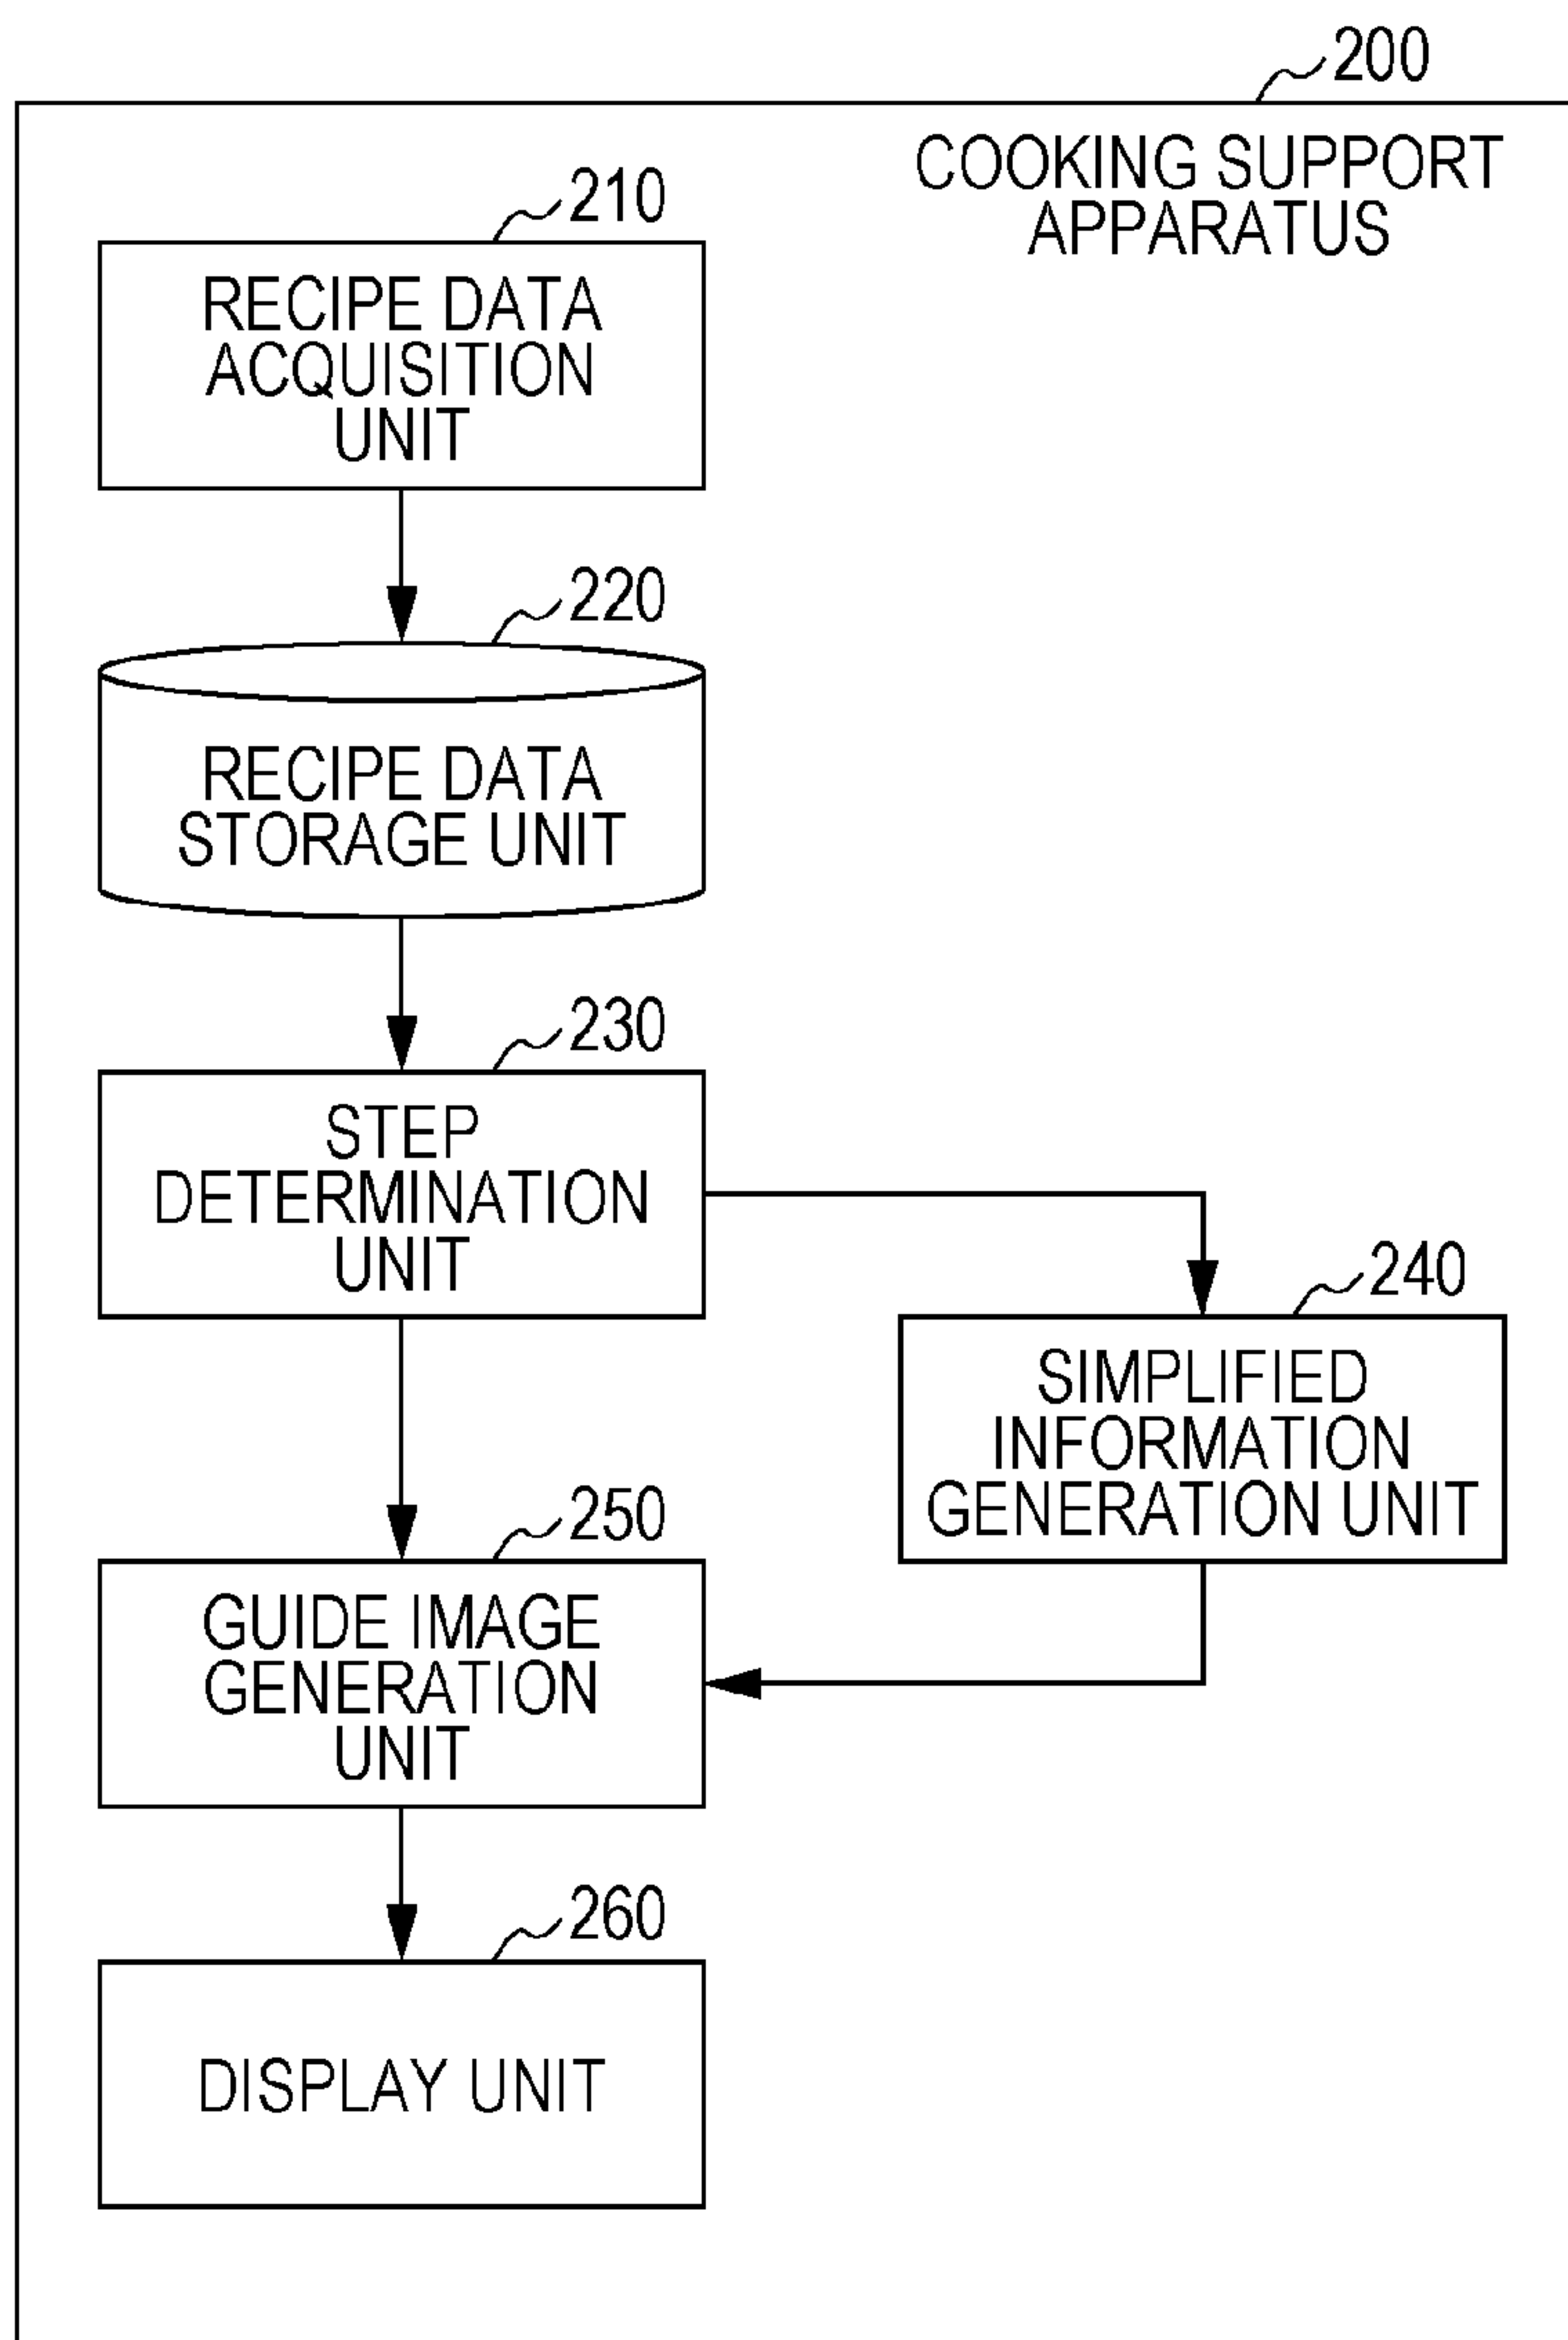 200
COOKING SUPPORT
APPARATUS
210
RECIPE DATA
ACQUISITION
UNIT
220
RECIPE DATA
STORAGE UNIT
230
STEP
DETERMINATION
UNIT
240
SIMPLIFIED
INFORMATION
GENERATION UNIT
250
GUIDE IMAGE
GENERATION
UNIT
260
DISPLAY UNIT